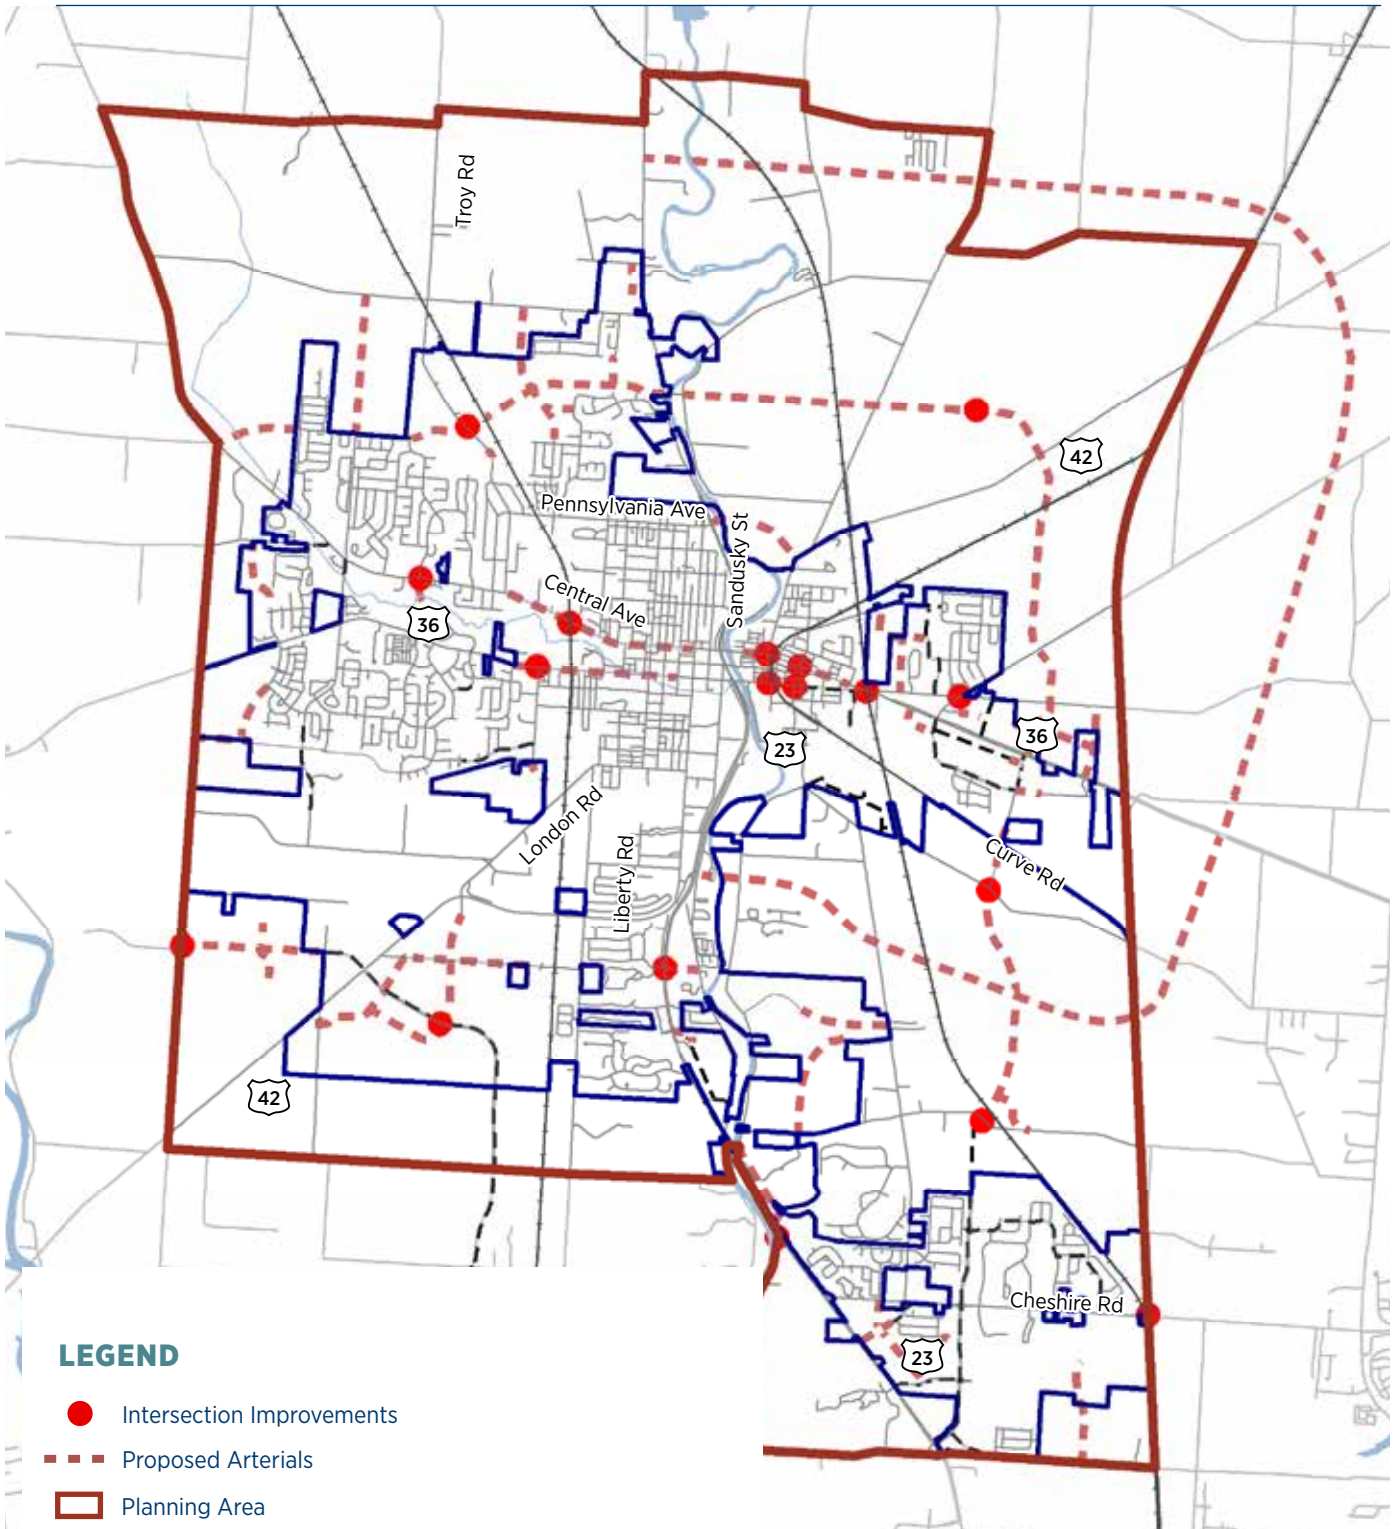 Troy Rd
42
Pennsylvania Ave
Sandusky St
Central Ave
36
36
23
London Rd
Liberty Rd
Curve Rd
42
Cheshire Rd
23
LEGEND
Intersection Improvements
Proposed Arterials
Planning Area